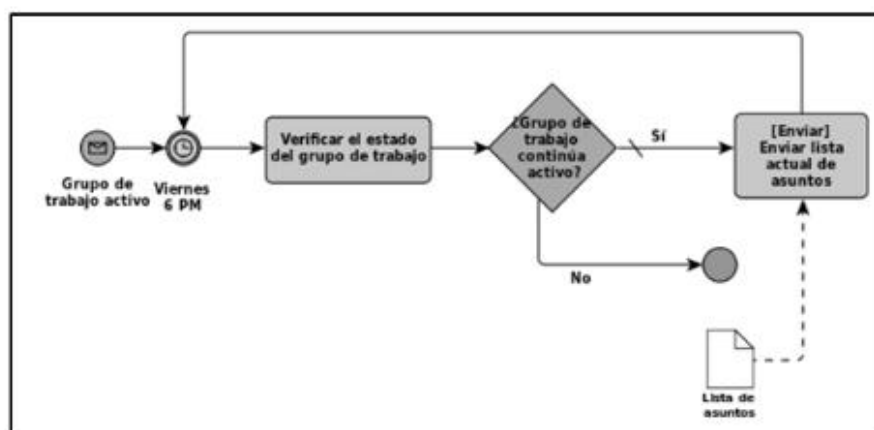 Grupo de
trabajo activo
Viernes
6 PM
Verificar el estado
del grupo de trabajo
¿Grupo de
trabajo
continúa
activo?
Sí
[Enviar]
Enviar lista
actual de
asuntos
No
Lista de
asuntos